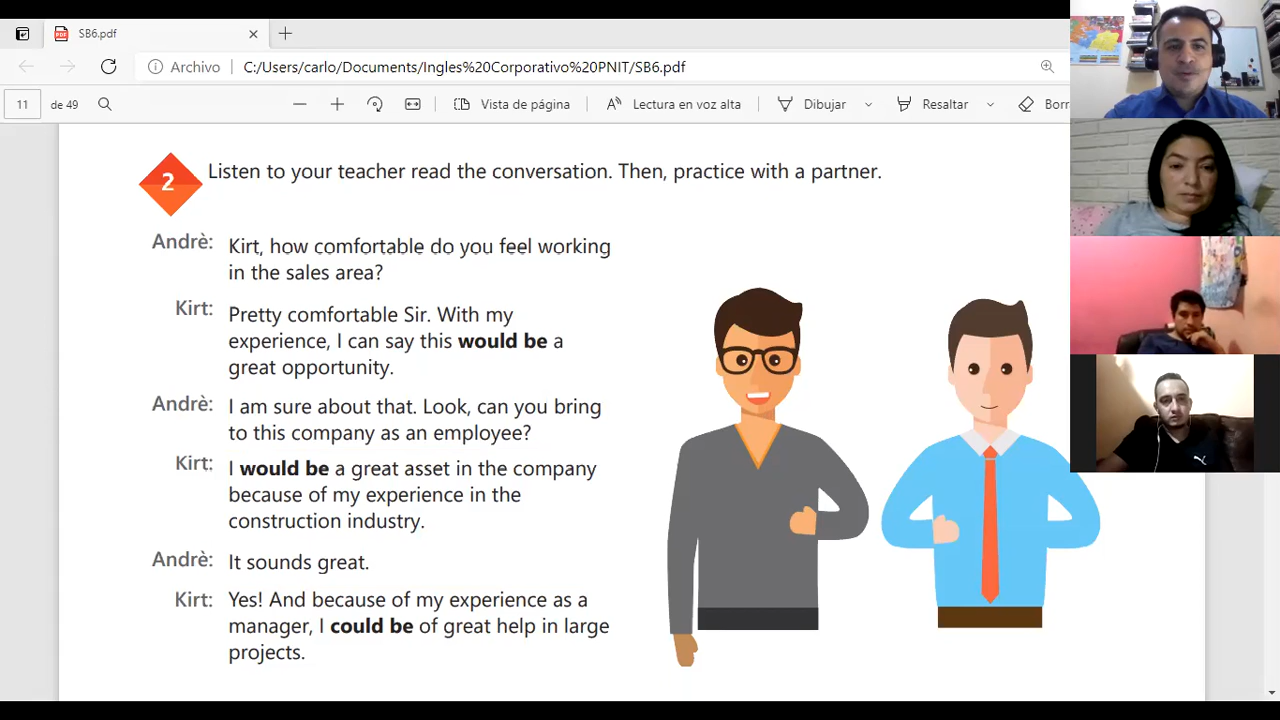 SB6.pdf
Archivo C:/Users/carlo/Docu les%20Corporate%20PNIT/SB6.pdf
11 de 49 Vista de página Lectura en voz alta Dibujar Resaltar Borr
2 Listen to your teacher read the conversation. Then, practice with a partner.
Andrè: Kirt, how comfortable do you feel working
in the sales area?
Kirt: Pretty comfortable Sir. With my
experience, I can say this would be a
great opportunity.
Andrè: I am sure about that. Look, can you bring
to this company as an employee?
Kirt: I would be a great asset in the company
because of my experience in the
construction industry.
Andrè: It sounds great.
Kirt: Yes! And because of my experience as a
manager, I could be of great help in large
projects.